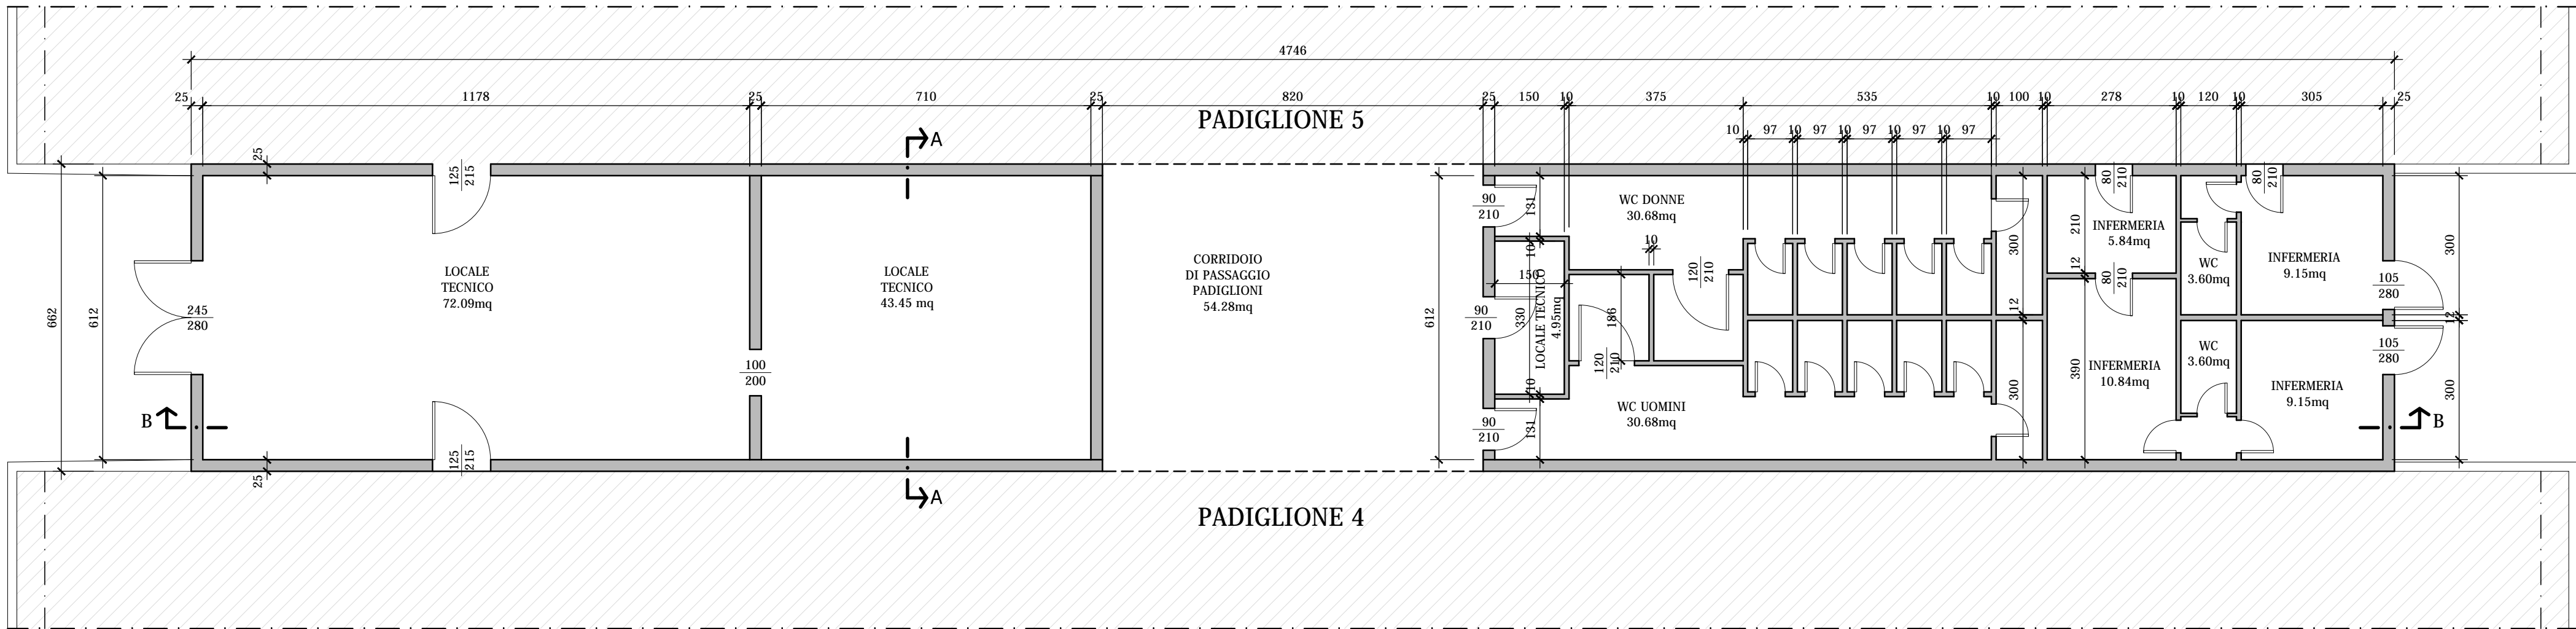 4746
25 1178 25 710 25 820 25 150 10 375 535 10 100 10 278 10 120 10 305 25
PADIGLIONE 5
10 97 10 97 10 97 10 97 10 97
A
25
125
215
662
612
245
280
LOCALE
TECNICO
72.09mq
100
200
LOCALE
TECNICO
43.45 mq
CORRIDOIO
DI PASSAGGIO
PADIGLIONI
54.28mq
612
90
210
131
WC DONNE
30.68mq
10
10
150
90
210
330
LOCALE TECNICO
4.95mq
186
120
210
120
210
10
90
210
131
WC UOMINI
30.68mq
300
12
300
210
12
390
80
210
INFERMERIA
5.84mq
80
210
INFERMERIA
10.84mq
WC
3.60mq
WC
3.60mq
80
210
INFERMERIA
9.15mq
INFERMERIA
9.15mq
105
280
105
280
300
12
300
B
B
25
125
215
A
PADIGLIONE 4